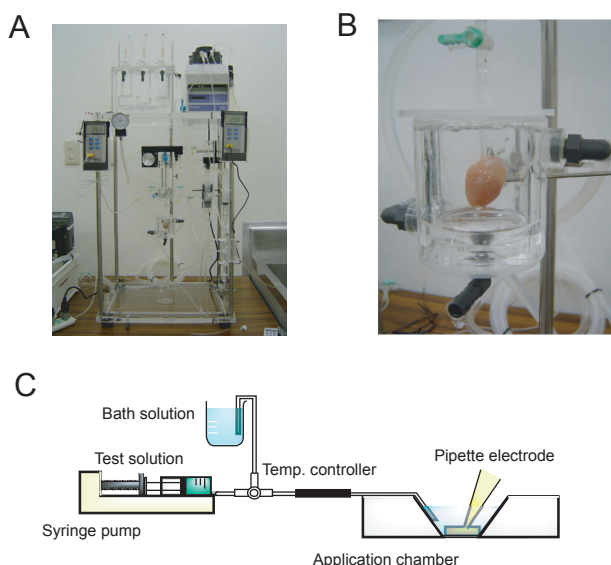 A
B
C
Bath solution
Test solution
Temp. controller
Pipette electrode
Syringe pump
Application chamber